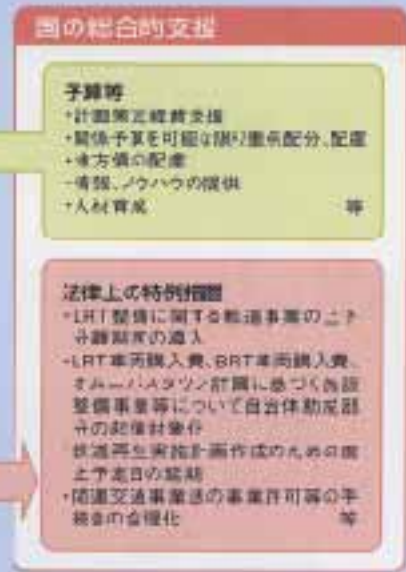 国の総合的支援
予算等
・計画策定経費支援
・関係予算を可能な限り重点配分、配慮
・地方債の配慮
・情報、ノウハウの提供
・人材育成 等
法律上の特例措置
・LRT整備に関する軌道事業の上下
分離制度の導入
・LRT車両購入費、BRT車両購入費、
オムニバスタウン計画に基づく施設
整備事業等について自治体助成部
分の起債対象化
・鉄道再生実施計画作成のための廃
止予定日の延期
・関連交通事業法の事業許可等の手
続きの合理化 等